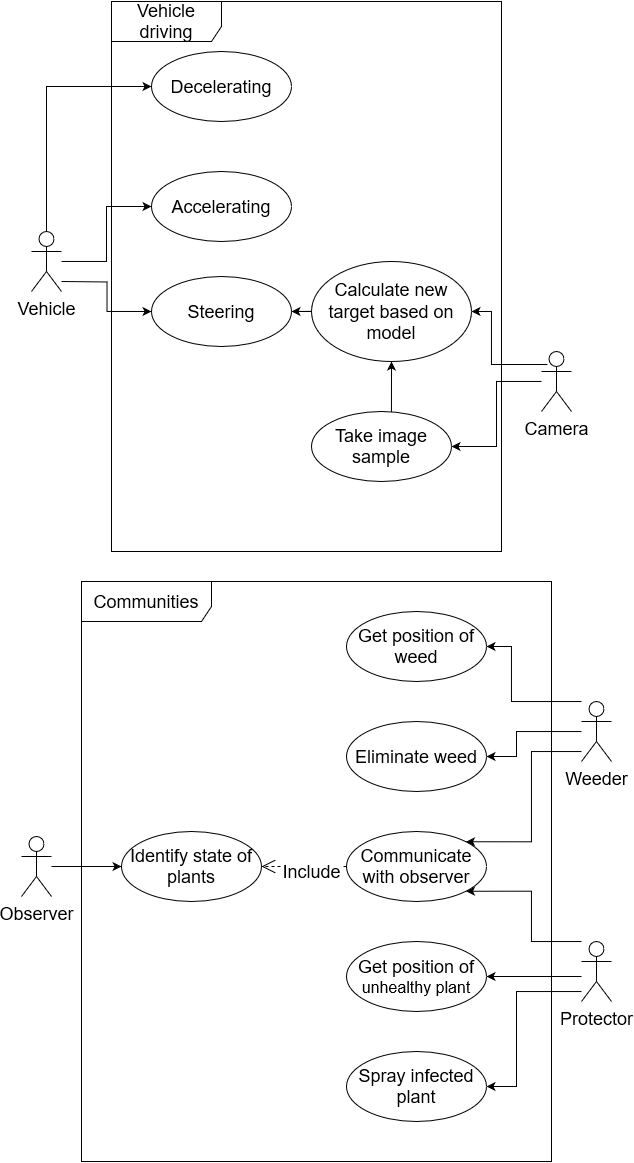 Vehicle
driving
Decelerating
Accelerating
Vehicle
Steering
Calculate new
target based on
model
Camera
Take image
sample
Communities
Get position of
weed
Eliminate weed
Weeder
Observer
Identify state of
plants
Include
Communicate
with observer
Get position of
unhealthy plant
Protector
Spray infected
plant